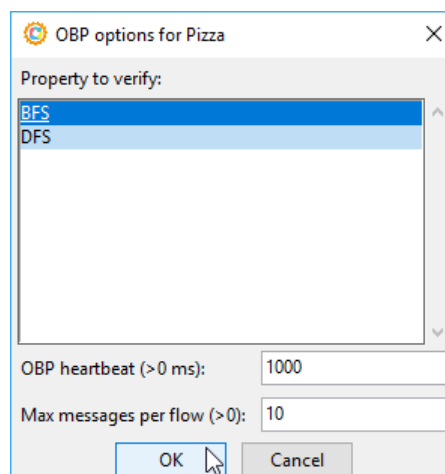 OBP options for Pizza
Property to verify:
BFS
DFS
OBP heartbeat (>0 ms): 1000
Max messages per flow (>0): 10
OK Cancel